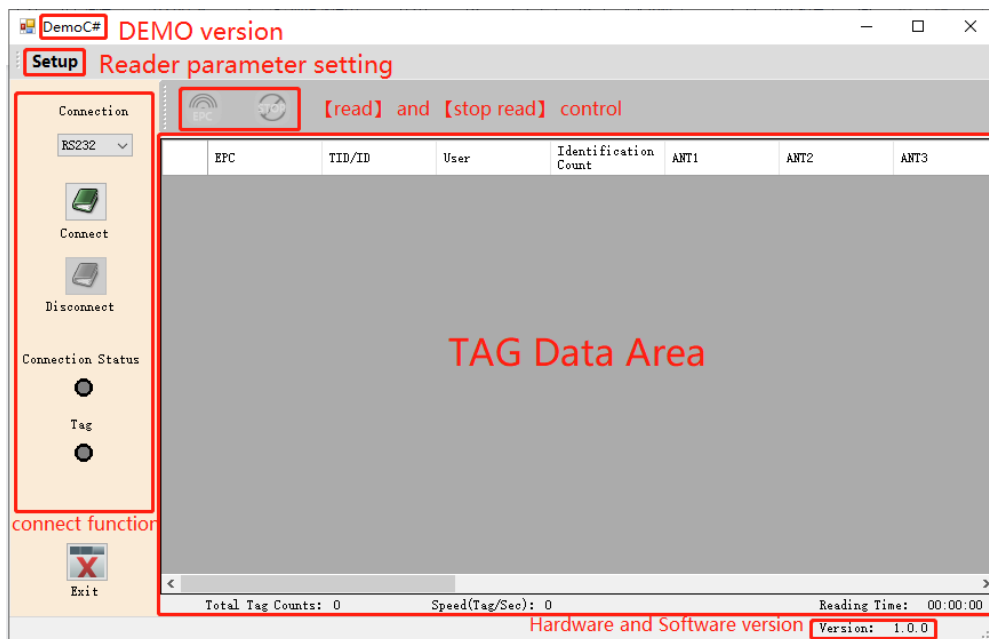 DemoC# DEMO version
Setup Reader parameter setting
Connection
RS232
Connect
Disconnect
Connection Status
Tag
connect function
Exit
EPC STOP 【read】 and 【stop read】 control
EPC TID/ID User Identification Count ANT1 ANT2 ANT3
TAG Data Area
Total Tag Counts: 0 Speed(Tag/Sec): 0 Reading Time: 00:00:00
Hardware and Software version Version: 1.0.0